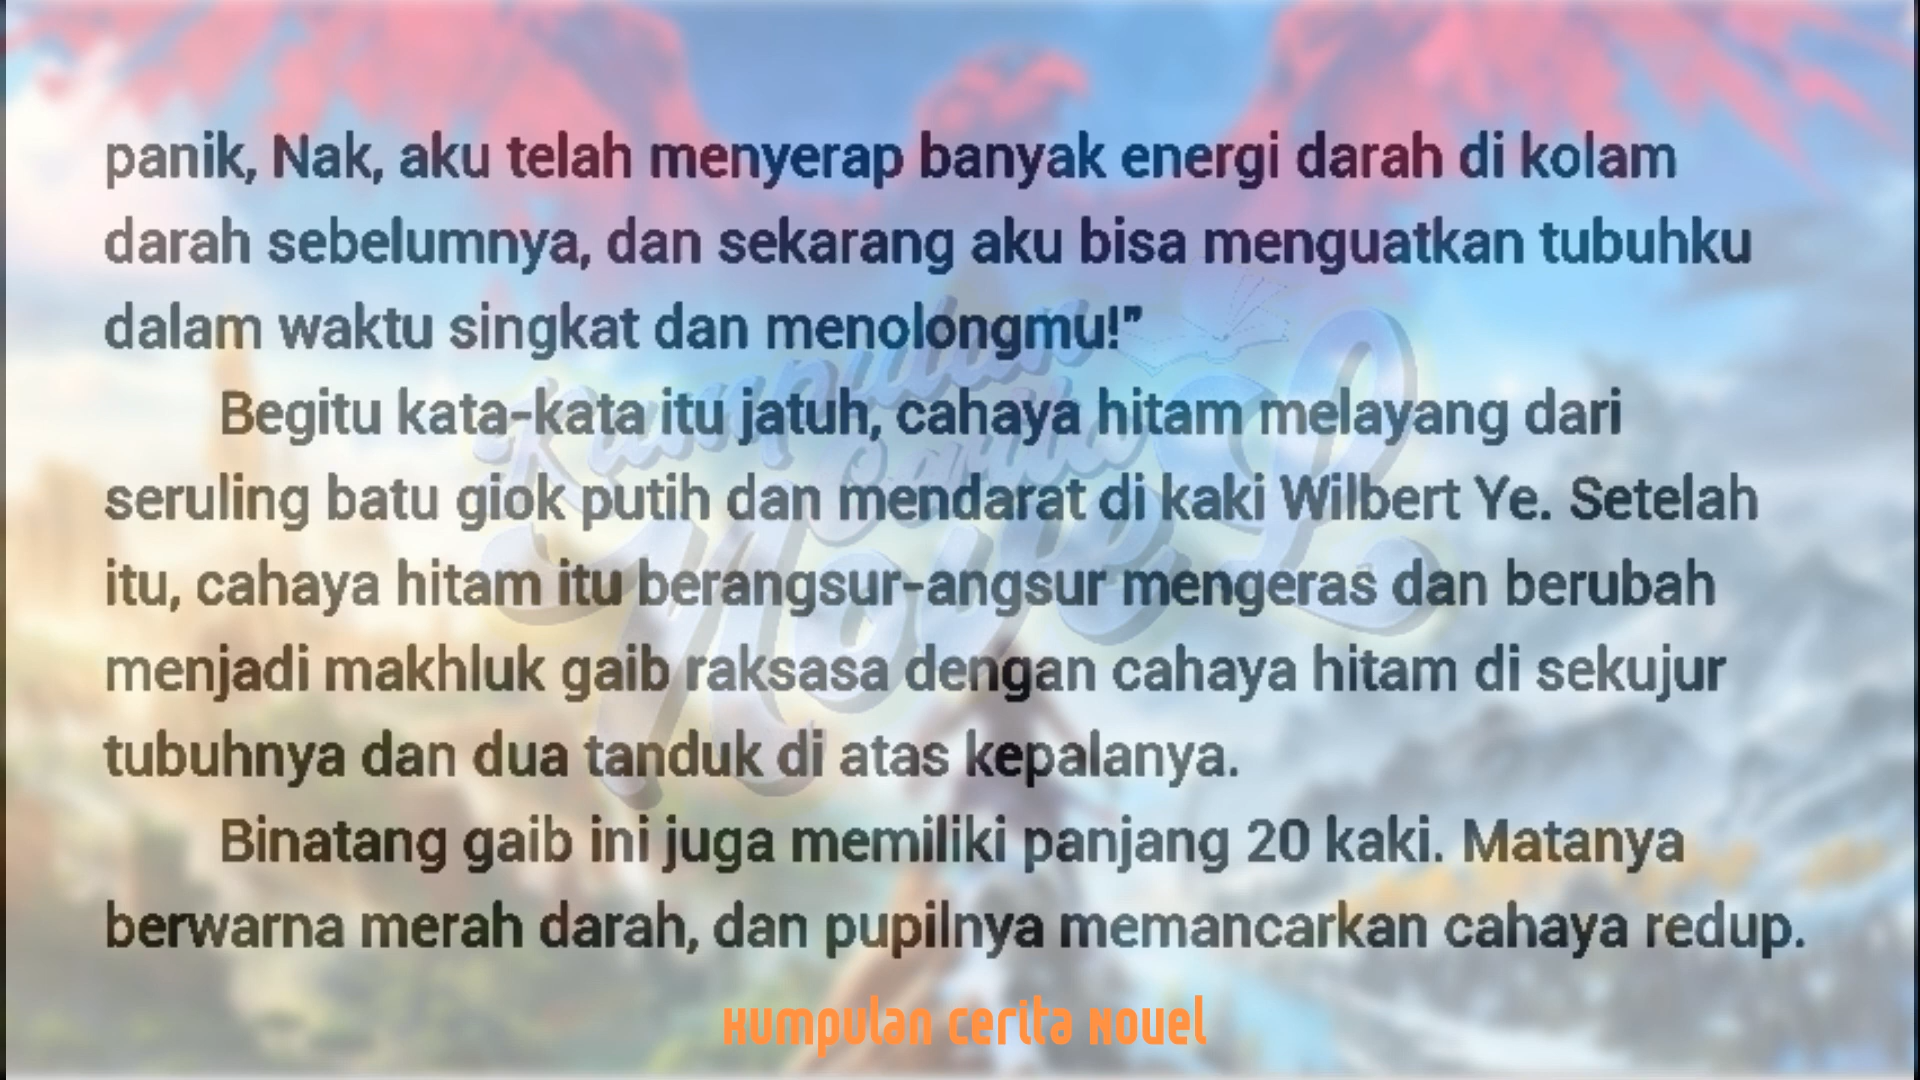 panik, Nak, aku telah menyerap banyak energi darah di kolam
darah sebelumnya, dan sekarang aku bisa menguatkan tubuhku
dalam waktu singkat dan menolongmu!”
Begitu kata-kata itu jatuh, cahaya hitam melayang dari
seruling batu giok putih dan mendarat di kaki Wilbert Ye. Setelah
itu, cahaya hitam itu berangsur-angsur mengeras dan berubah
menjadi makhluk gaib raksasa dengan cahaya hitam di sekujur
tubuhnya dan dua tanduk di atas kepalanya.
Binatang gaib ini juga memiliki panjang 20 kaki. Matanya
berwarna merah darah, dan pupilnya memancarkan cahaya redup.
Kumpulan
Cerita
Novel
Kumpulan Cerita Novel